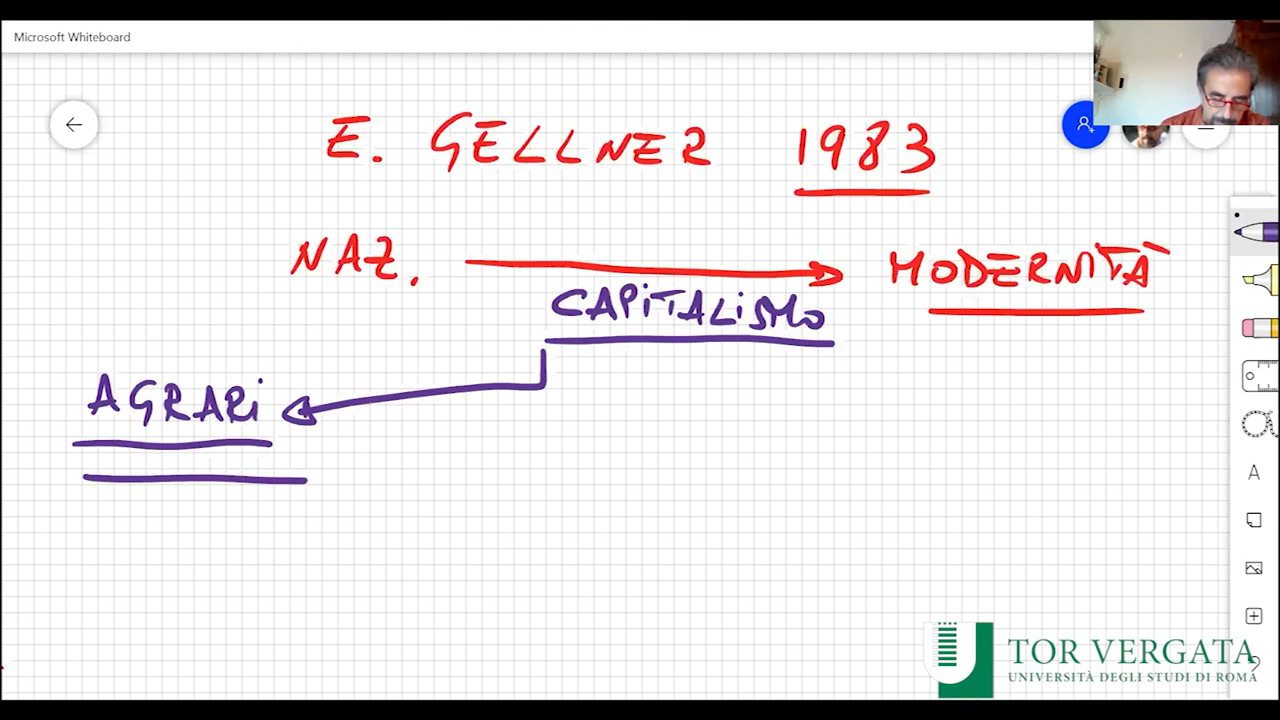 Microsoft Whiteboard
E. GELLNER 1983
NAZ. MODERNITÀ
CAPiTALiSMo
AGRARi
A
TOR VERGATA
UNIVERSITÀ DEGLI STUDI DI ROMA